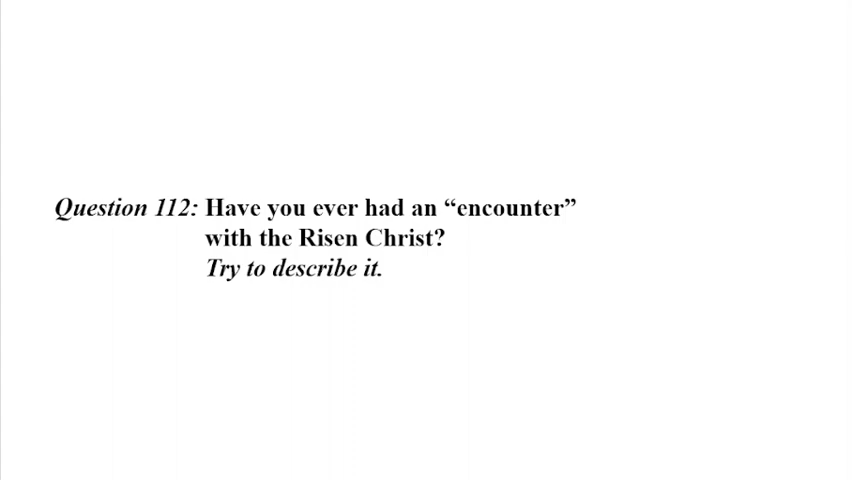 Question 112: Have you ever had an “encounter”
with the Risen Christ?
Try to describe it.